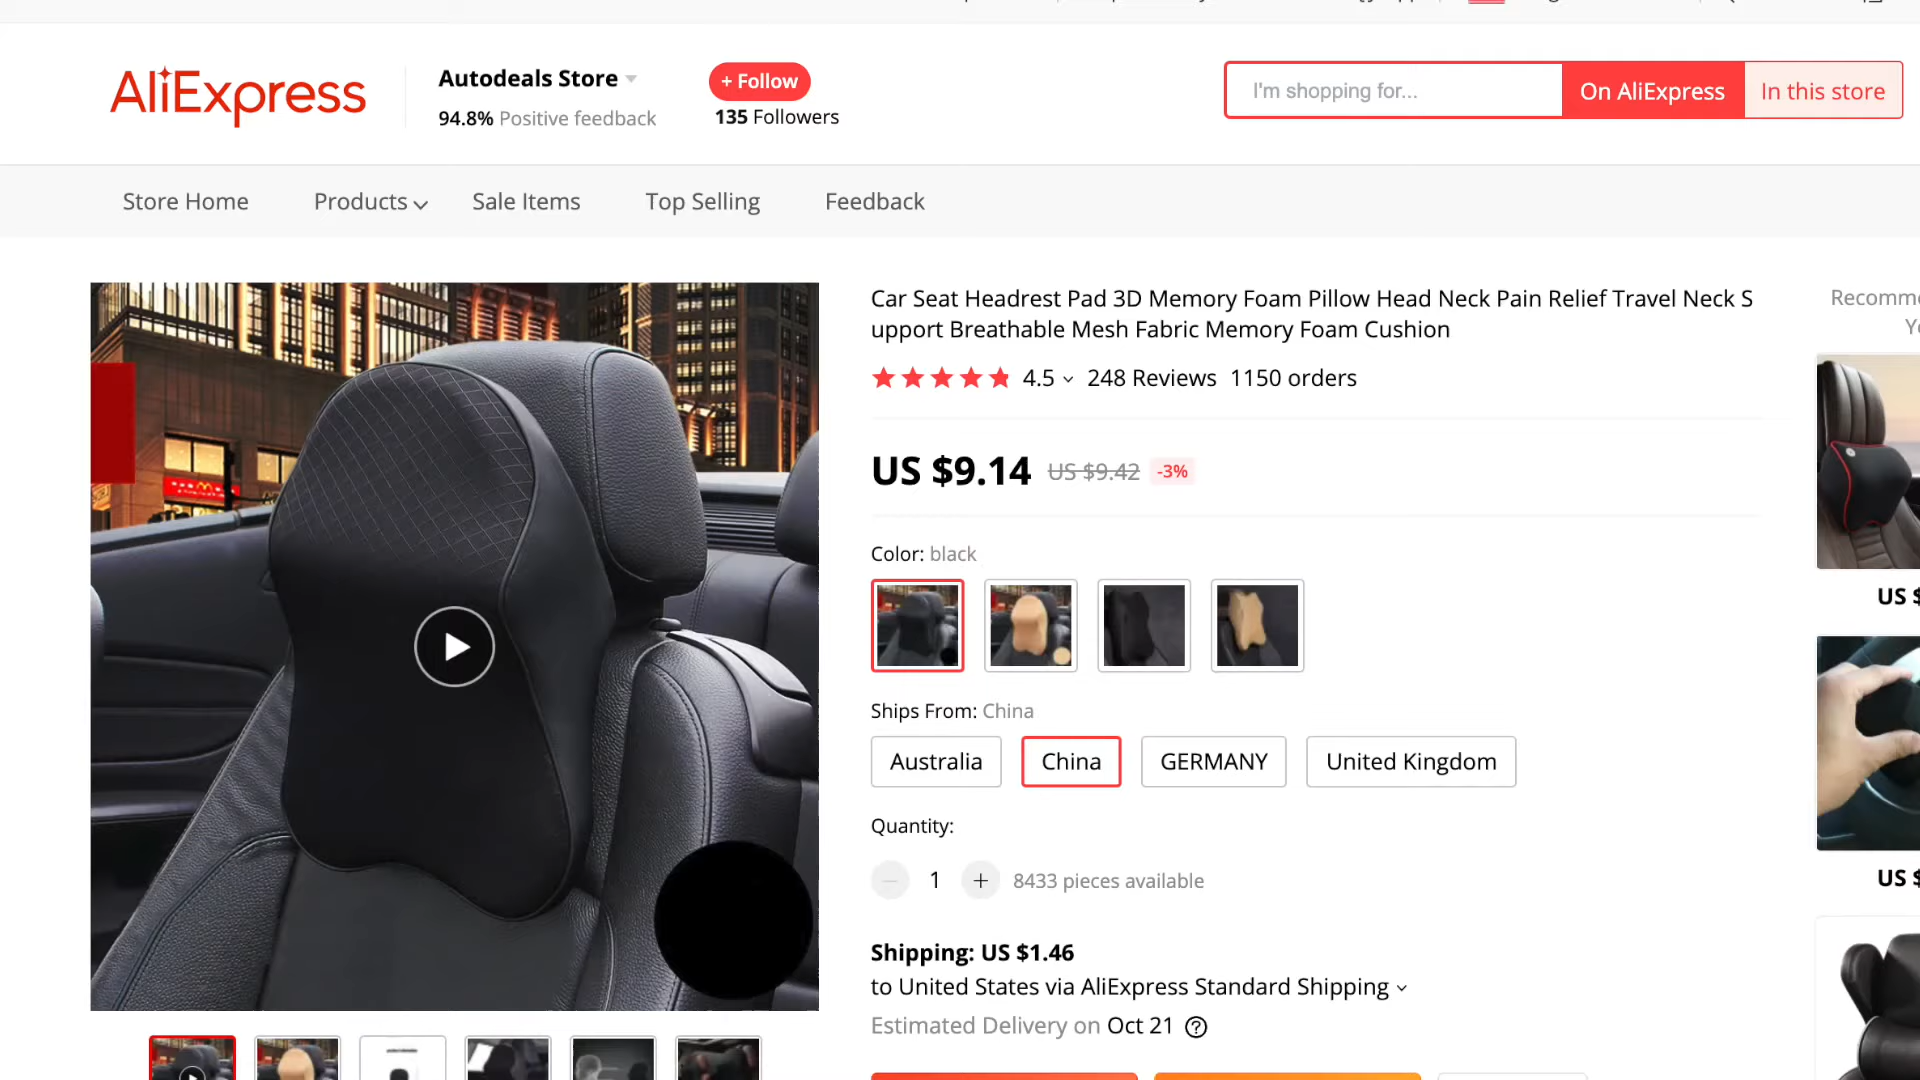 AliExpress
Autodeals Store
94.8% Positive feedback
+ Follow
135 Followers
I'm shopping for...
On AliExpress
In this store
Store Home
Products
Sale Items
Top Selling
Feedback
Car Seat Headrest Pad 3D Memory Foam Pillow Head Neck Pain Relief Travel Neck S
upport Breathable Mesh Fabric Memory Foam Cushion
4.5
248 Reviews
1150 orders
US $9.14
US $9.42
-3%
Color: black
Ships From: China
Australia
China
GERMANY
United Kingdom
Quantity:
1
8433 pieces available
Shipping: US $1.46
to United States via AliExpress Standard Shipping
Estimated Delivery on Oct 21
US
US